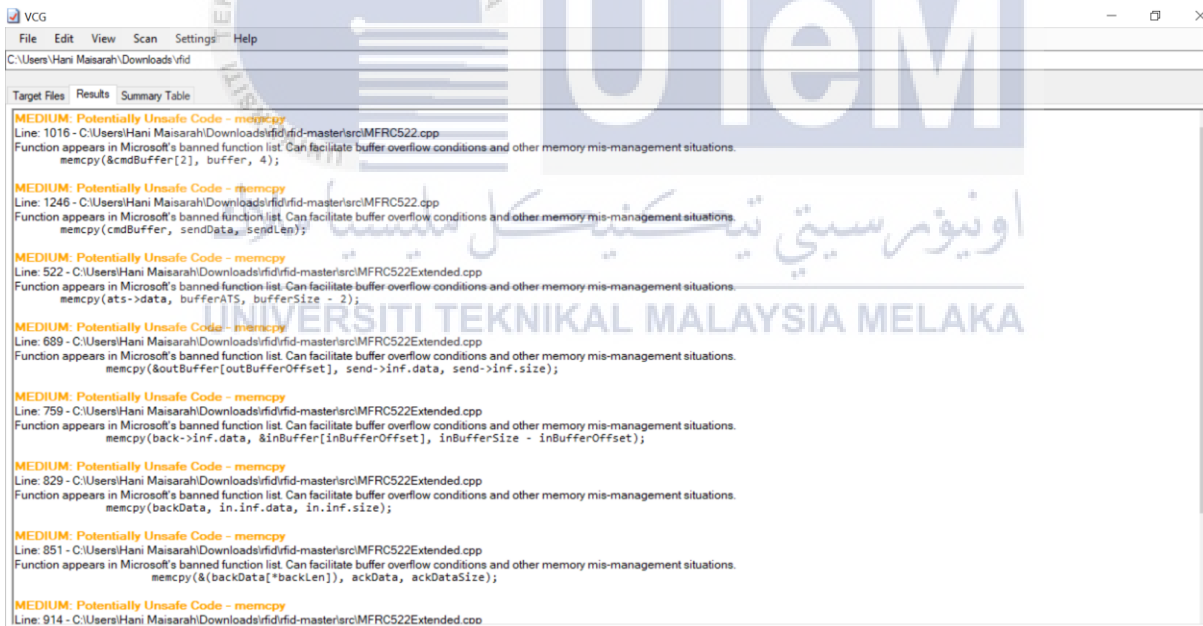 VCG
File Edit View Scan Settings Help
C:\Users\Hani Maisarah\Downloads\rfid
Target Files Results Summary Table
MEDIUM: Potentially Unsafe Code - memcpy
Line: 1016 - C:\Users\Hani Maisarah\Downloads\rfid\rfid-master\src\MFRC522.cpp
Function appears in Microsoft's banned function list. Can facilitate buffer overflow conditions and other memory mis-management situations.
memcpy(&cmdBuffer[2], buffer, 4);
MEDIUM: Potentially Unsafe Code - memcpy
Line: 1246 - C:\Users\Hani Maisarah\Downloads\rfid\rfid-master\src\MFRC522.cpp
Function appears in Microsoft's banned function list. Can facilitate buffer overflow conditions and other memory mis-management situations.
memcpy(cmdBuffer, sendData, sendLen);
MEDIUM: Potentially Unsafe Code - memcpy
Line: 522 - C:\Users\Hani Maisarah\Downloads\rfid\rfid-master\src\MFRC522Extended.cpp
Function appears in Microsoft's banned function list. Can facilitate buffer overflow conditions and other memory mis-management situations.
memcpy(ats->data, bufferATS, bufferSize - 2);
MEDIUM: Potentially Unsafe Code - memcpy
Line: 689 - C:\Users\Hani Maisarah\Downloads\rfid\rfid-master\src\MFRC522Extended.cpp
Function appears in Microsoft's banned function list. Can facilitate buffer overflow conditions and other memory mis-management situations.
memcpy(&outBuffer[outBufferOffset], send->inf.data, send->inf.size);
MEDIUM: Potentially Unsafe Code - memcpy
Line: 759 - C:\Users\Hani Maisarah\Downloads\rfid\rfid-master\src\MFRC522Extended.cpp
Function appears in Microsoft's banned function list. Can facilitate buffer overflow conditions and other memory mis-management situations.
memcpy(back->inf.data, &inBuffer[inBufferOffset], inBufferSize - inBufferOffset);
MEDIUM: Potentially Unsafe Code - memcpy
Line: 829 - C:\Users\Hani Maisarah\Downloads\rfid\rfid-master\src\MFRC522Extended.cpp
Function appears in Microsoft's banned function list. Can facilitate buffer overflow conditions and other memory mis-management situations.
memcpy(backData, in.inf.data, in.inf.size);
MEDIUM: Potentially Unsafe Code - memcpy
Line: 851 - C:\Users\Hani Maisarah\Downloads\rfid\rfid-master\src\MFRC522Extended.cpp
Function appears in Microsoft's banned function list. Can facilitate buffer overflow conditions and other memory mis-management situations.
memcpy(&(backData[*backLen]), ackData, ackDataSize);
MEDIUM: Potentially Unsafe Code - memcpy
Line: 914 - C:\Users\Hani Maisarah\Downloads\rfid\rfid-master\src\MFRC522Extended.cpp
UTeM
اونيۏرسيتي تيكنيكل مليسيا ملاك
UNIVERSITI TEKNIKAL MALAYSIA MELAKA